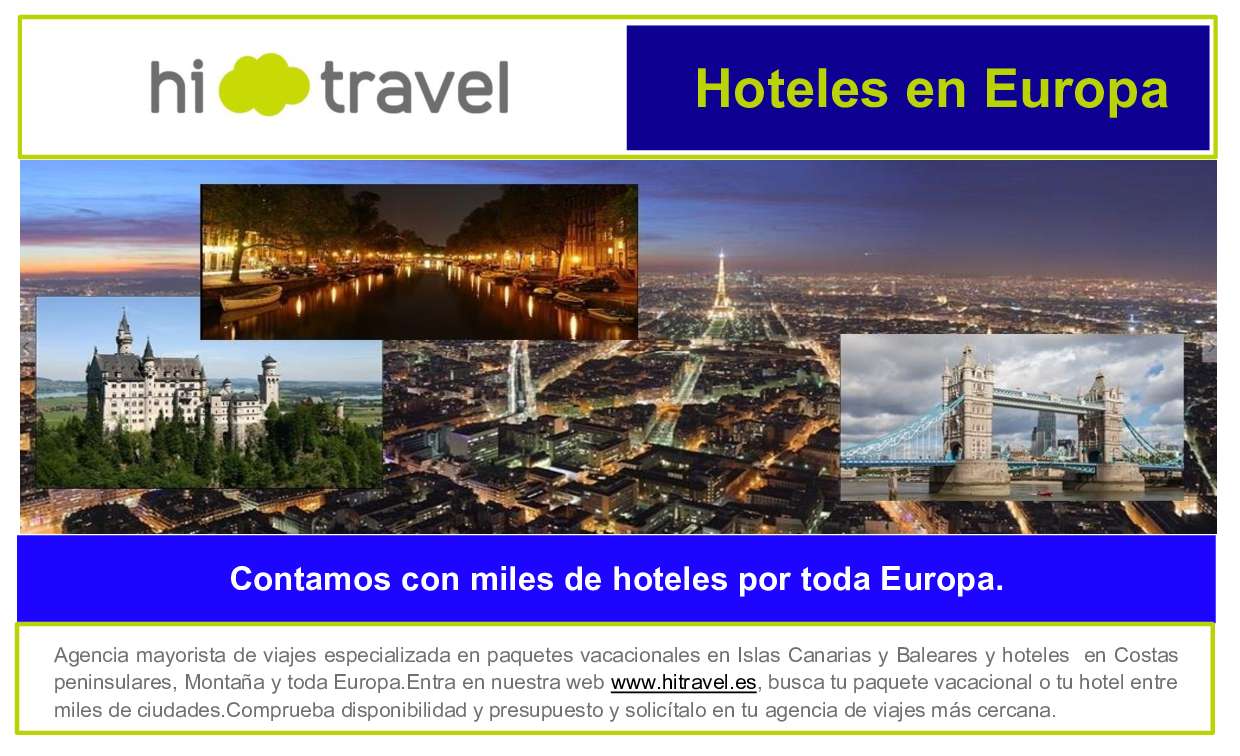 hi travel
Hoteles en Europa
Contamos con miles de hoteles por toda Europa.
Agencia mayorista de viajes especializada en paquetes vacacionales en Islas Canarias y Baleares y hoteles  en Costas
peninsulares, Montaña y toda Europa.Entra en nuestra web www.hitravel.es, busca tu paquete vacacional o tu hotel entre
miles de ciudades.Comprueba disponibilidad y presupuesto y solicítalo en tu agencia de viajes más cercana.